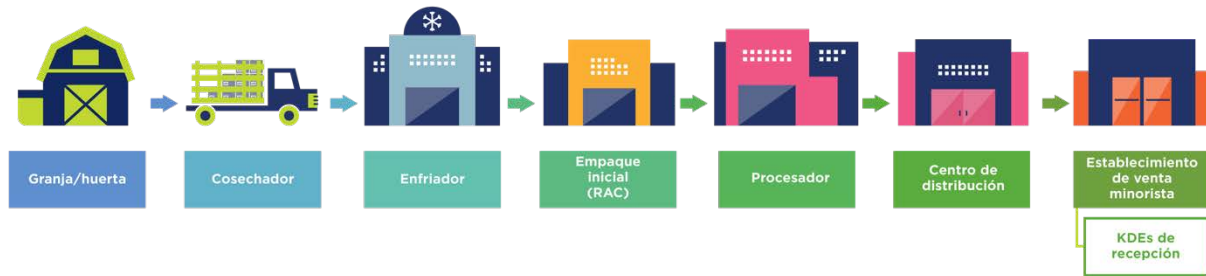 Granja/huerta
Cosechador
Enfriador
Empaque
inicial
(RAC)
Procesador
Centro de
distribución
Establecimiento
de venta
minorista
KDEs de
recepción